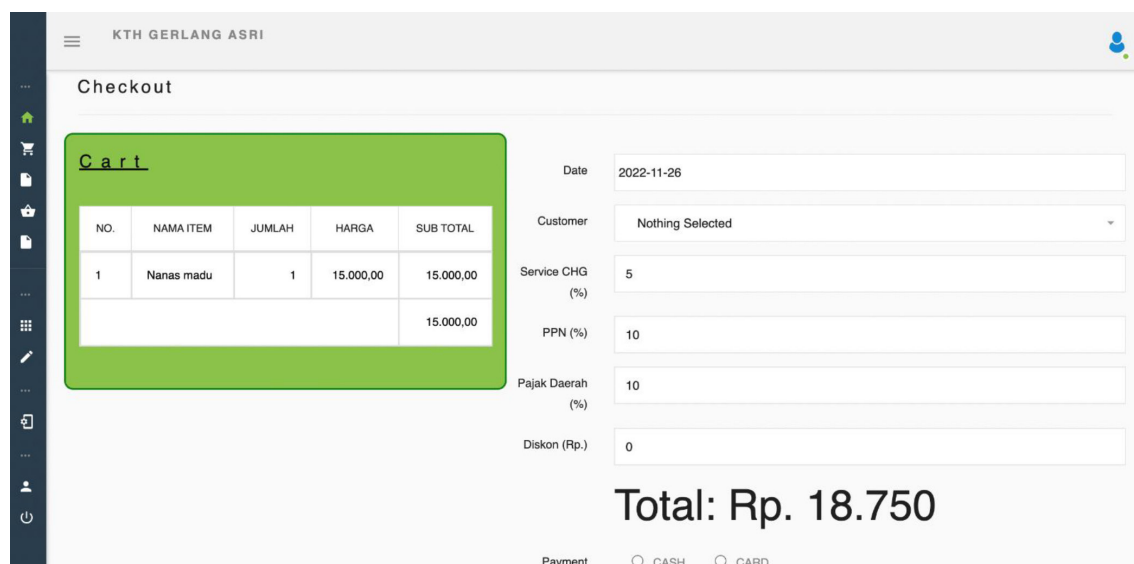 KTH GERLANG ASRI
Checkout
Cart
NO. NAMA ITEM JUMLAH HARGA SUB TOTAL
1 Nanas madu 1 15.000,00 15.000,00
15.000,00
Date 2022-11-26
Customer Nothing Selected
Service CHG (%) 5
PPN (%) 10
Pajak Daerah (%) 10
Diskon (Rp.) 0
Total: Rp. 18.750
Payment CASH CARD